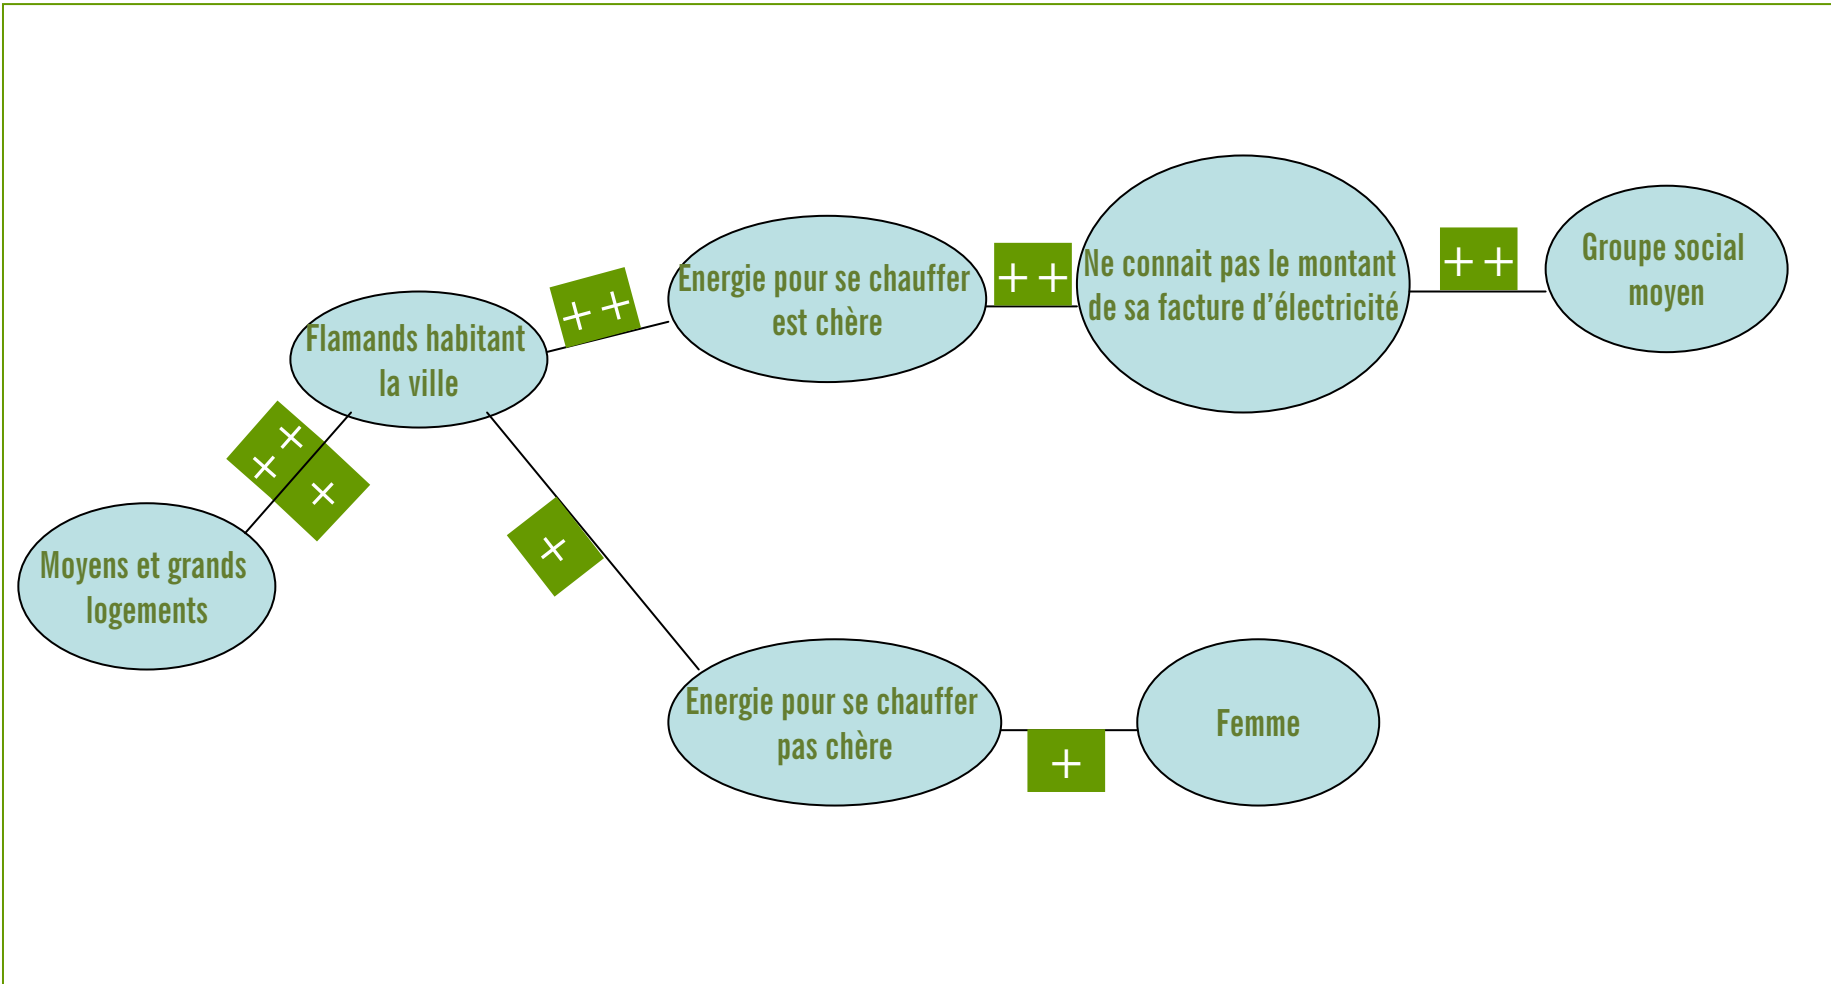 Groupe social
moyen
Ne connait pas le montant
de sa facture d’électricité
Energie pour se chauffer
est chère
Flamands habitant
la ville
Moyens et grands
logements
Energie pour se chauffer
pas chère
Femme
+ +
+ +
+ +
+ +
+
+
+